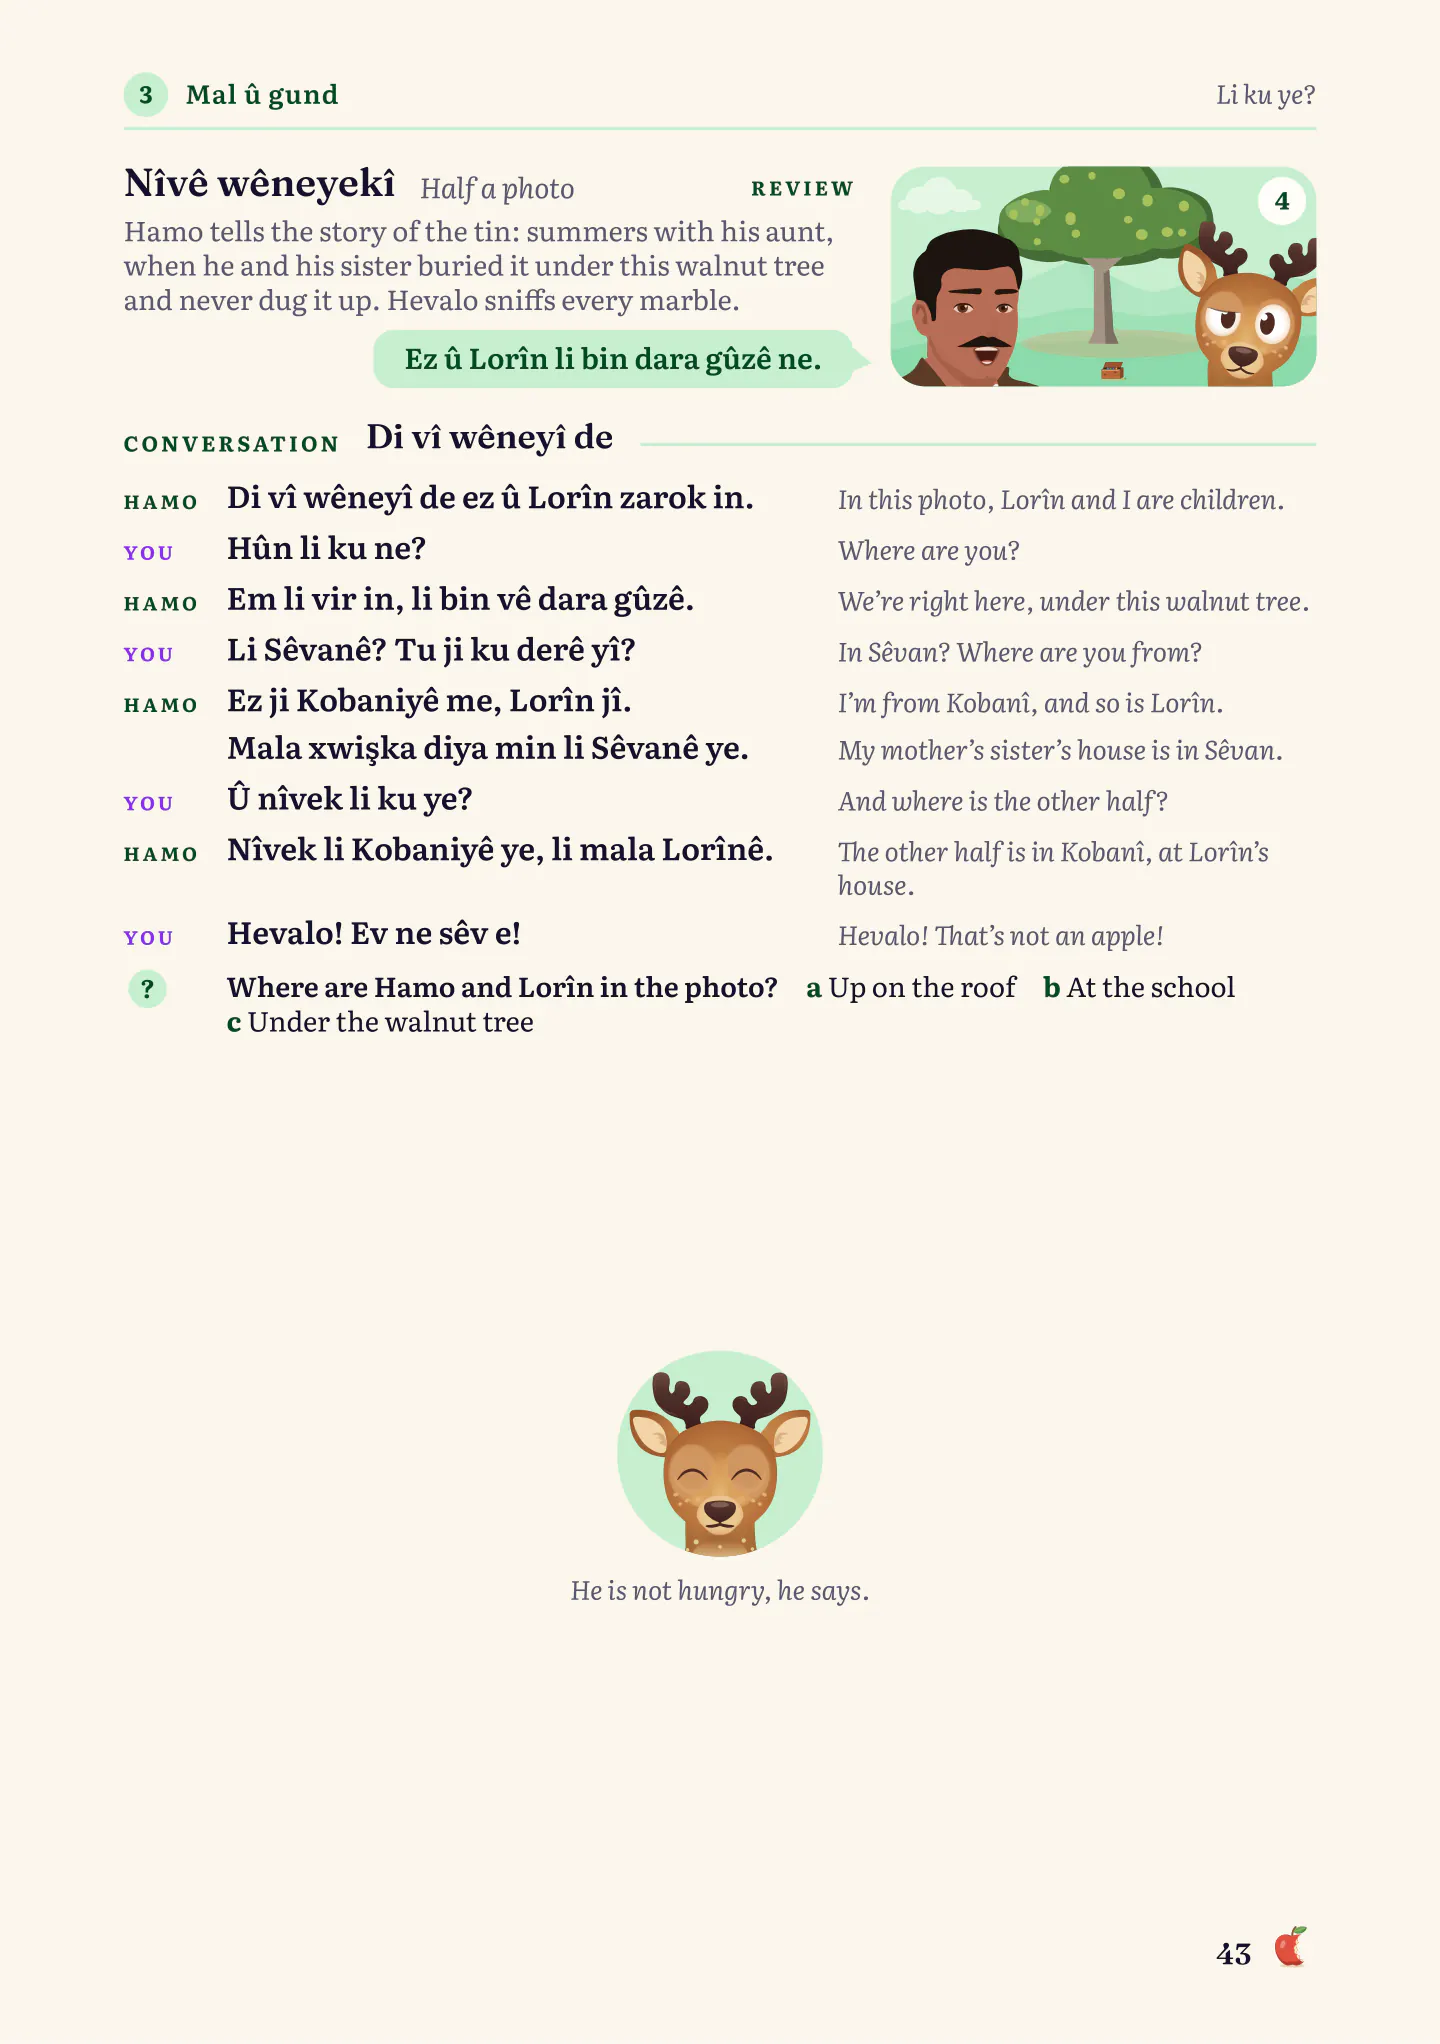 3 Mal û gund
Li ku ye?
Nîvê wêneyekî Half a photo REVIEW
Hamo tells the story of the tin: summers with his aunt,
when he and his sister buried it under this walnut tree
and never dug it up. Hevalo sniffs every marble.
Ez û Lorîn li bin dara gûzê ne.
4
CONVERSATION Di vî wêneyî de
HAMO Di vî wêneyî de ez û Lorîn zarok in. In this photo, Lorîn and I are children.
YOU Hûn li ku ne? Where are you?
HAMO Em li vir in, li bin vê dara gûzê. We’re right here, under this walnut tree.
YOU Li Sêvanê? Tu ji ku derê yî? In Sêvan? Where are you from?
HAMO Ez ji Kobaniyê me, Lorîn jî. I’m from Kobanî, and so is Lorîn.
Mala xwişka diya min li Sêvanê ye. My mother’s sister’s house is in Sêvan.
YOU Û nîvek li ku ye? And where is the other half?
HAMO Nîvek li Kobaniyê ye, li mala Lorînê. The other half is in Kobanî, at Lorîn’s
house.
YOU Hevalo! Ev ne sêv e! Hevalo! That’s not an apple!
? Where are Hamo and Lorîn in the photo? a Up on the roof b At the school
c Under the walnut tree
He is not hungry, he says.
43